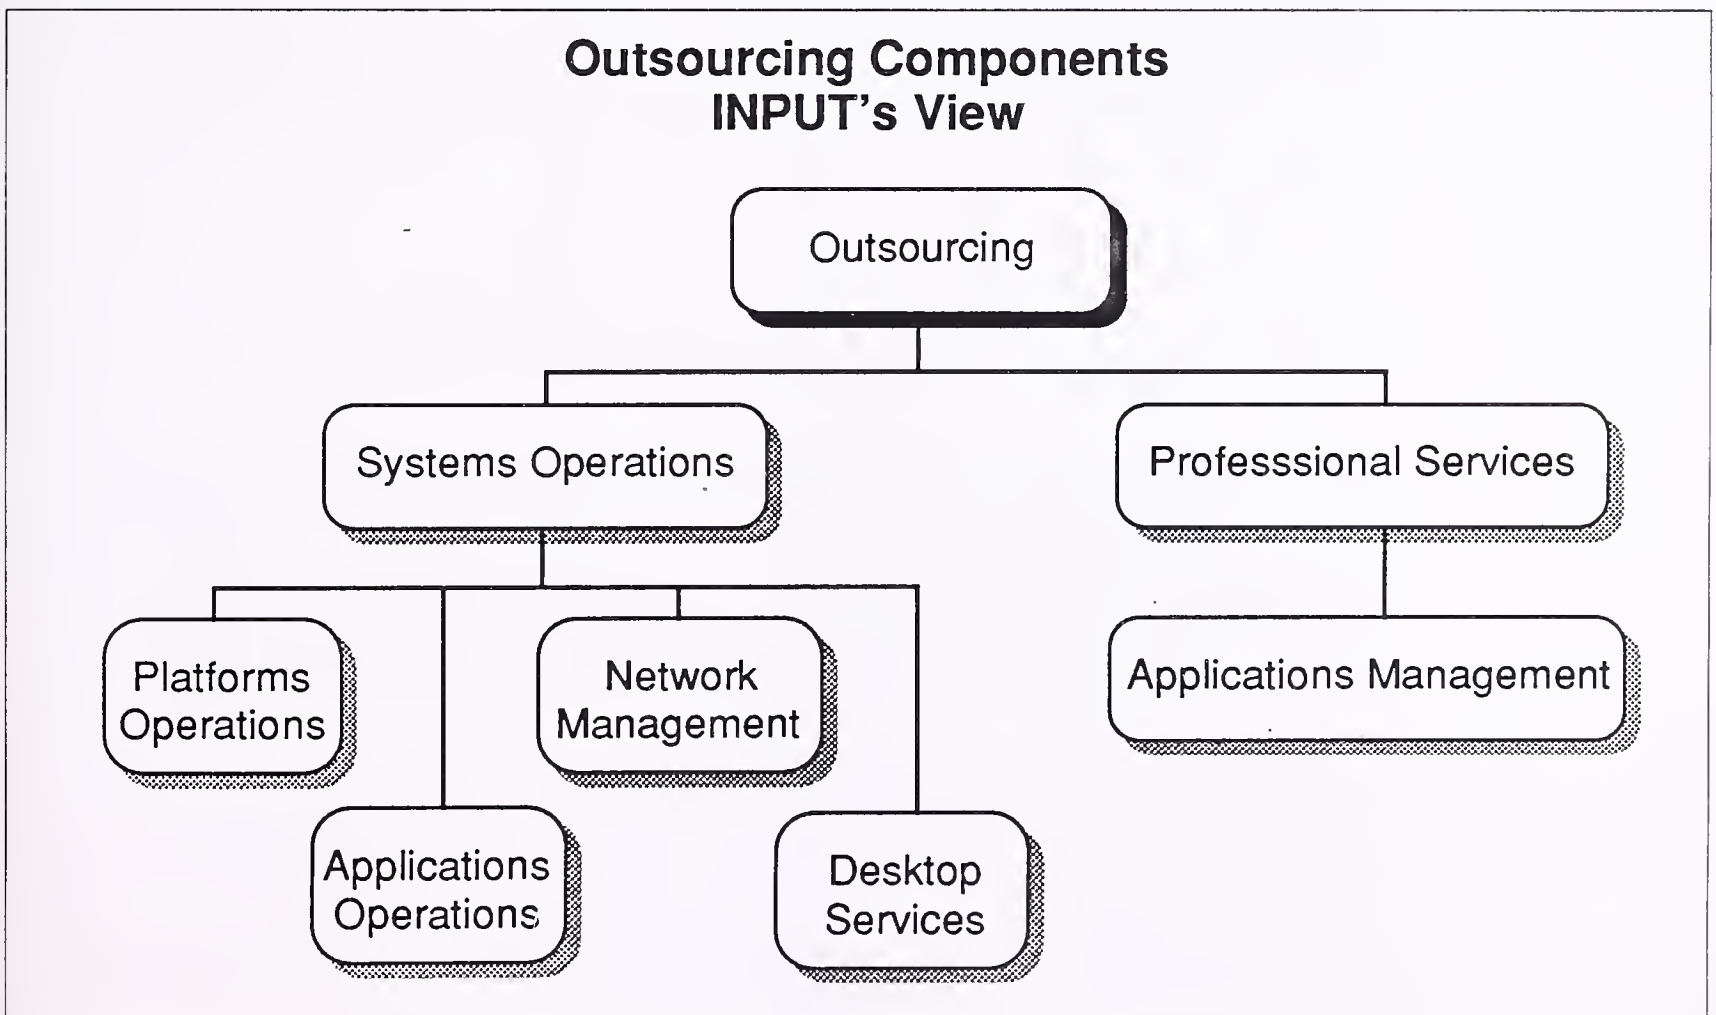 Outsourcing Components
INPUT's View
Outsourcing
Systems Operations
Professsional Services
Platforms
Operations
Network
Management
Applications Management
Applications
Operations
Desktop
Services